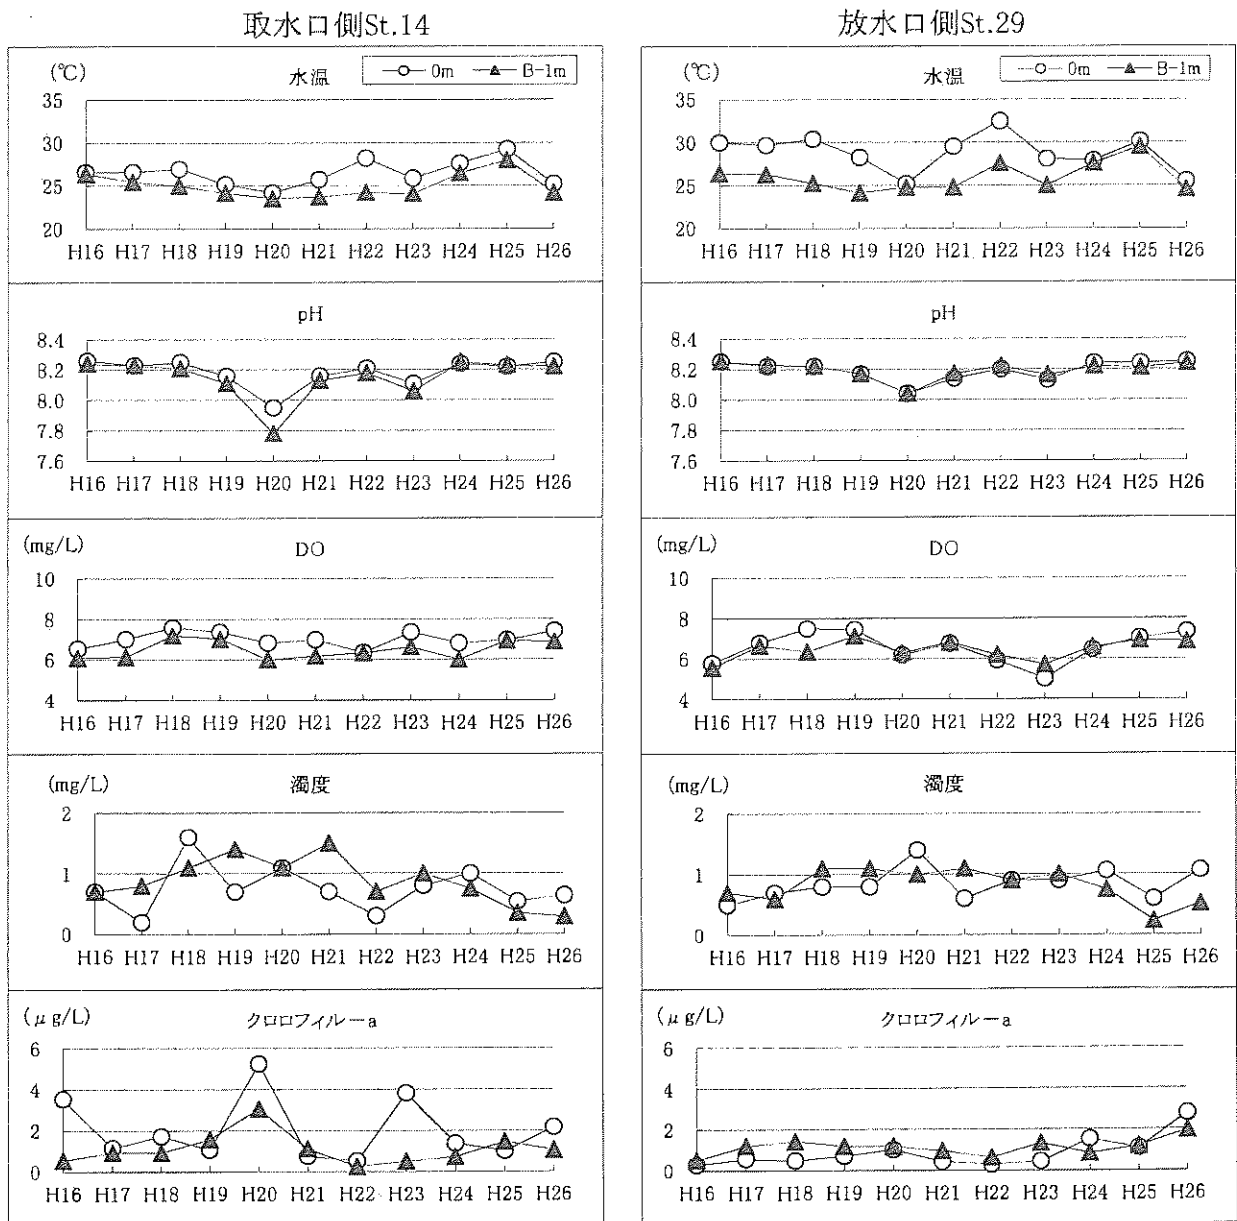 取水口側St.14
(℃)
水温
0m
B-1m
35
30
25
20
H16 H17 H18 H19 H20 H21 H22 H23 H24 H25 H26
pH
8.4
8.2
8.0
7.8
7.6
H16 H17 H18 H19 H20 H21 H22 H23 H24 H25 H26
(mg/L)
DO
10
8
6
4
H16 H17 H18 H19 H20 H21 H22 H23 H24 H25 H26
(mg/L)
濁度
2
1
0
H16 H17 H18 H19 H20 H21 H22 H23 H24 H25 H26
(μg/L)
クロロフィル－a
6
4
2
0
H16 H17 H18 H19 H20 H21 H22 H23 H24 H25 H26
放水口側St.29
(℃)
水温
0m
B-1m
35
30
25
20
H16 H17 H18 H19 H20 H21 H22 H23 H24 H25 H26
pH
8.4
8.2
8.0
7.8
7.6
H16 H17 H18 H19 H20 H21 H22 H23 H24 H25 H26
(mg/L)
DO
10
8
6
4
H16 H17 H18 H19 H20 H21 H22 H23 H24 H25 H26
(mg/L)
濁度
2
1
0
H16 H17 H18 H19 H20 H21 H22 H23 H24 H25 H26
(μg/L)
クロロフィル－a
6
4
2
0
H16 H17 H18 H19 H20 H21 H22 H23 H24 H25 H26